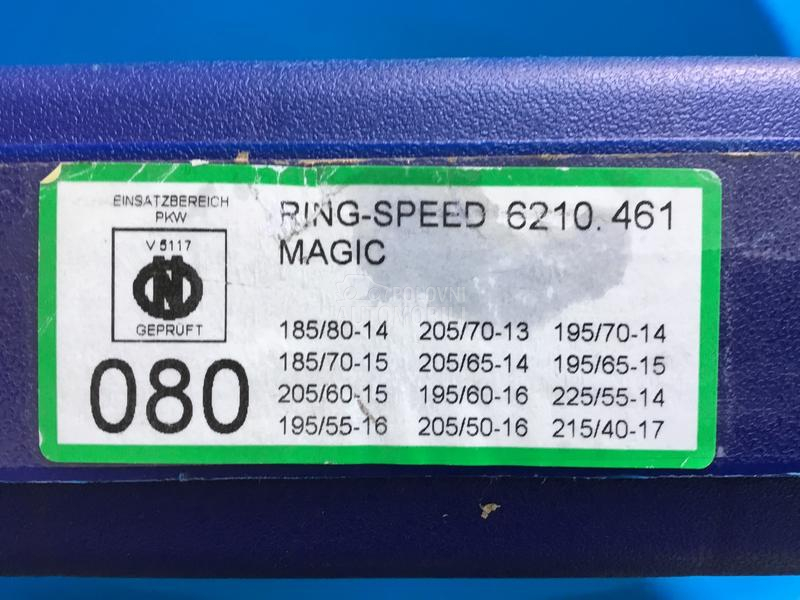 EINSATZBEREICH
PKW
V 5117
GEPRÜFT
080
RING-SPEED 6210.461
MAGIC
185/80-14 205/70-13 195/70-14
185/70-15 205/65-14 195/65-15
205/60-15 195/60-16 225/55-14
195/55-16 205/50-16 215/40-17